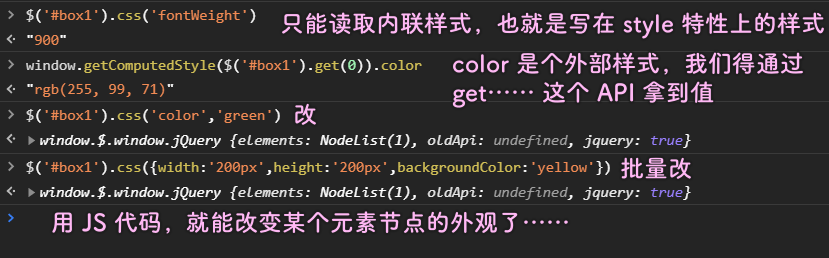 $('#box1').css('fontWeight')
只能读取内联样式，也就是写在 style 特性上的样式
"900"
window.getComputedStyle($('#box1').get(0)).color
color 是个外部样式，我们得通过
get…… 这个 API 拿到值
"rgb(255, 99, 71)"
$('#box1').css('color','green') 改
window.$.window.jQuery {elements: NodeList(1), oldApi: undefined, jquery: true}
$('#box1').css({width:'200px',height:'200px',backgroundColor:'yellow'}) 批量改
window.$.window.jQuery {elements: NodeList(1), oldApi: undefined, jquery: true}
用 JS 代码，就能改变某个元素节点的外观了……